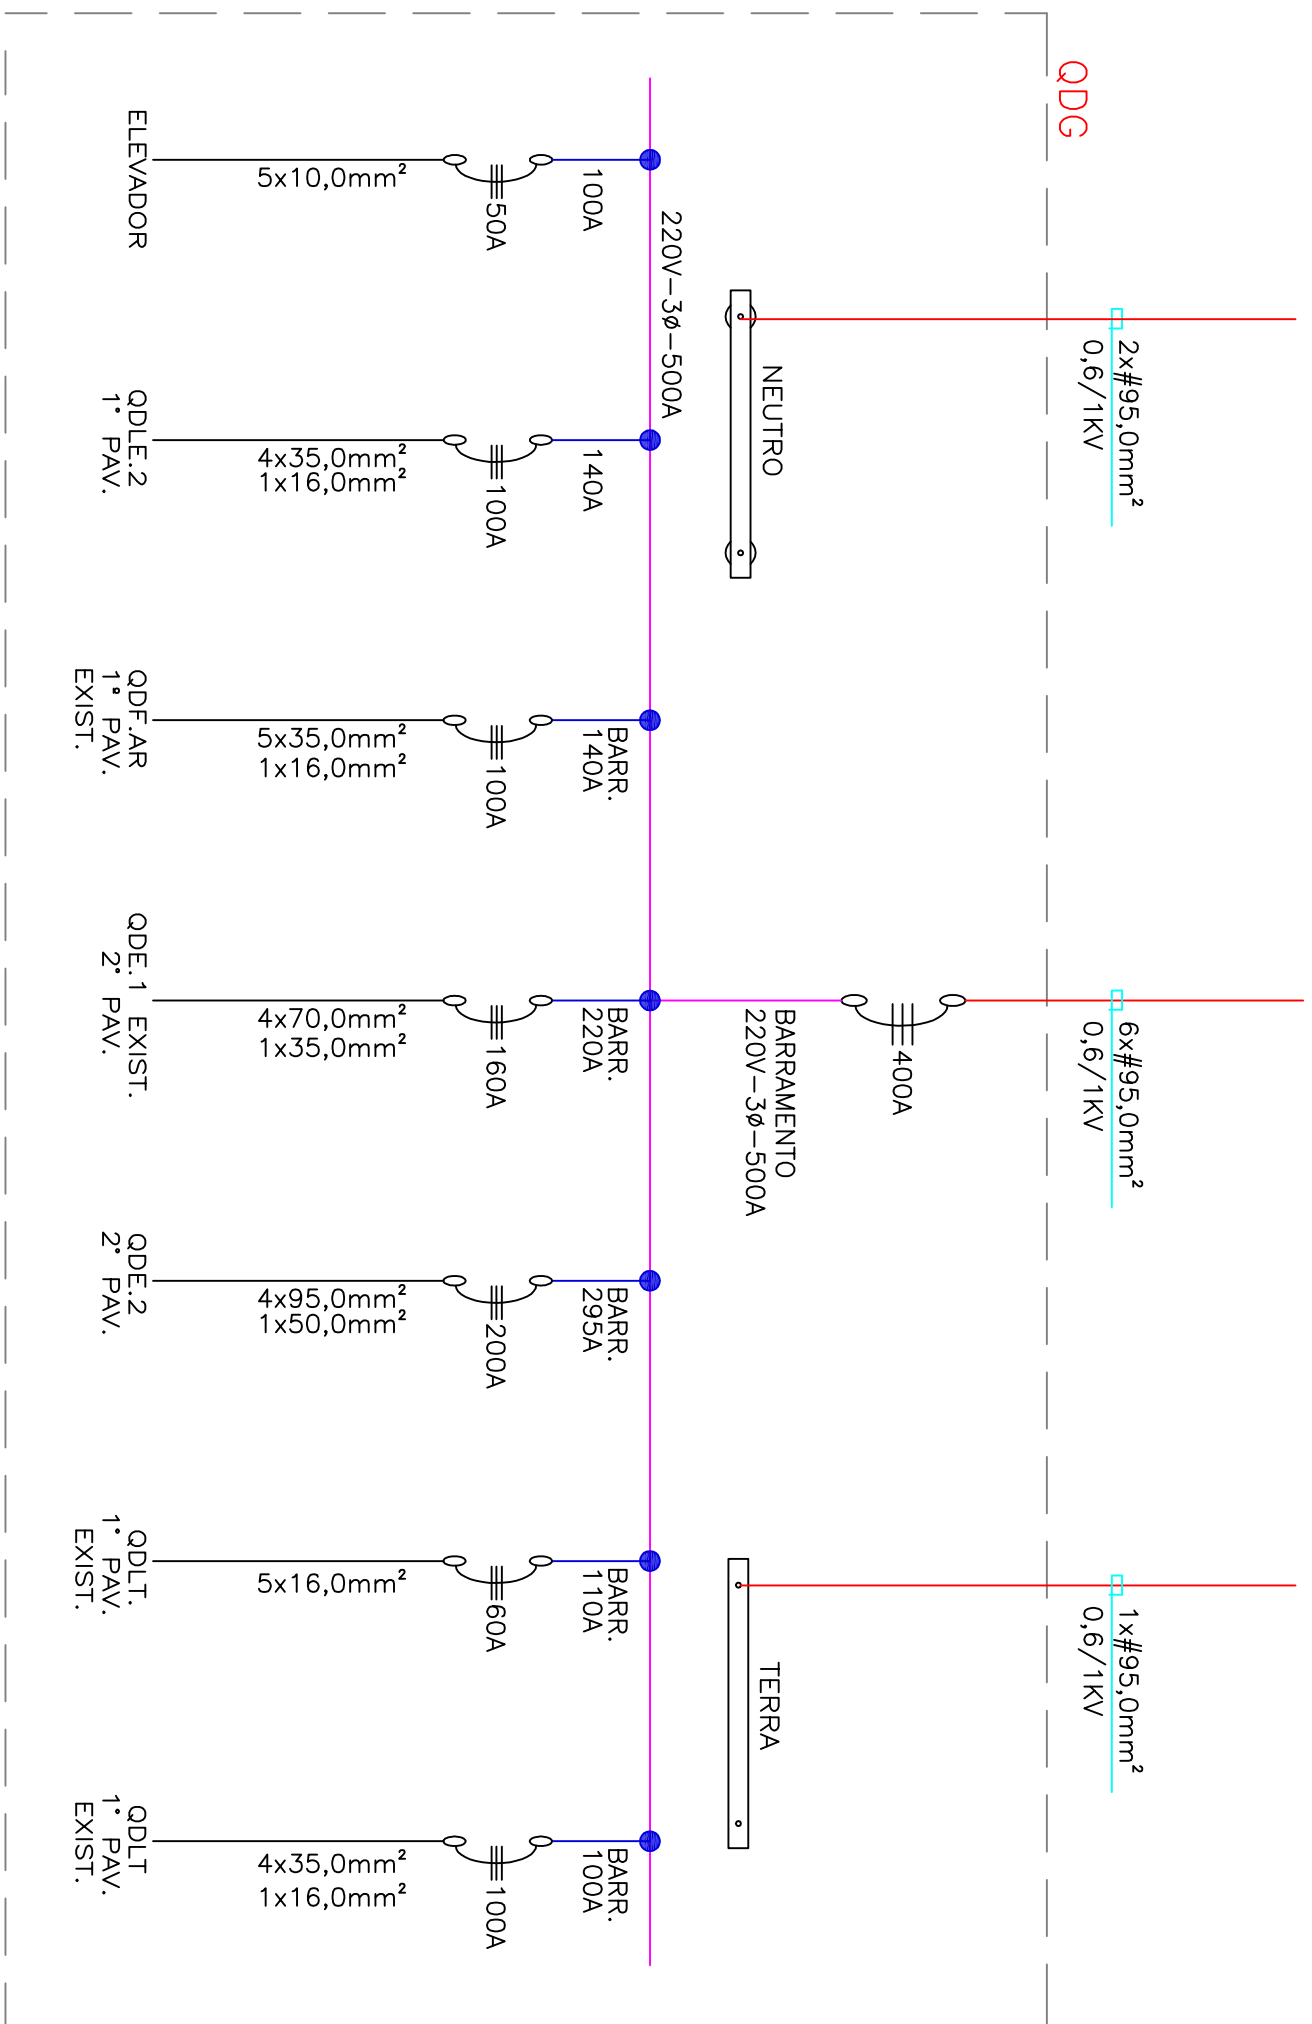 QDG
2x#95,0mm²
0,6/1KV
6x#95,0mm²
0,6/1KV
1x#95,0mm²
0,6/1KV
400A
NEUTRO
BARRAMENTO
220V-3ø-500A
TERRA
220V-3ø-500A
100A
140A
BARR.
140A
BARR.
220A
BARR.
295A
BARR.
110A
BARR.
100A
50A
100A
100A
160A
200A
60A
100A
5x10,0mm²
4x35,0mm²
1x16,0mm²
5x35,0mm²
1x16,0mm²
4x70,0mm²
1x35,0mm²
4x95,0mm²
1x50,0mm²
5x16,0mm²
4x35,0mm²
1x16,0mm²
ELEVADOR
QDLE.2
1° PAV.
QDF.AR
1º PAV.
EXIST.
QDE.1 EXIST.
2° PAV.
QDE.2
2° PAV.
QDLT.
1° PAV.
EXIST.
QDLT
1° PAV.
EXIST.